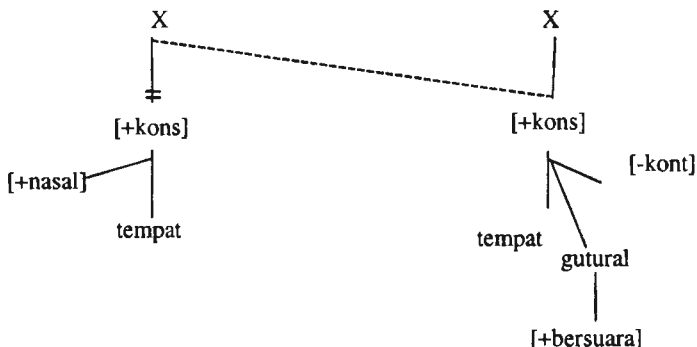 X X
[+kons] [+kons]
[+nasal] [-kont]
tempat tempat
gutural
[+bersuara]